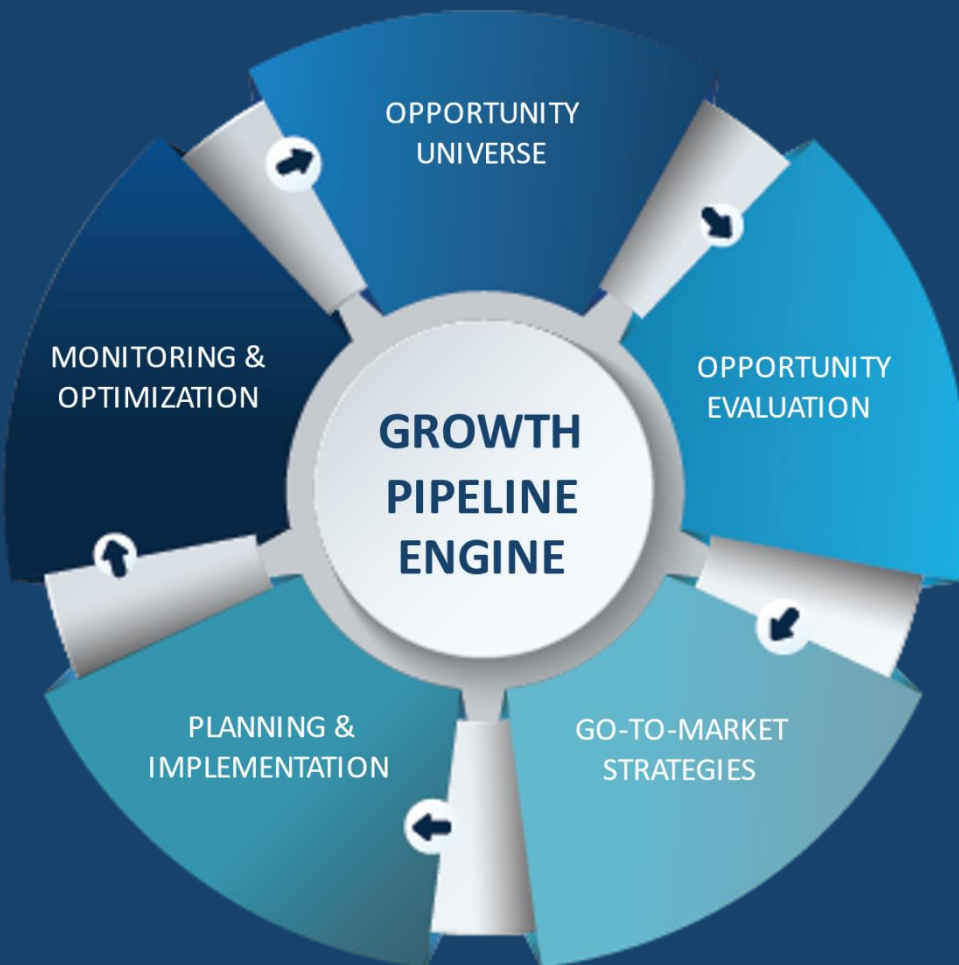 OPPORTUNITY
UNIVERSE
OPPORTUNITY
EVALUATION
GO-TO-MARKET
STRATEGIES
PLANNING &
IMPLEMENTATION
MONITORING &
OPTIMIZATION
GROWTH
PIPELINE
ENGINE